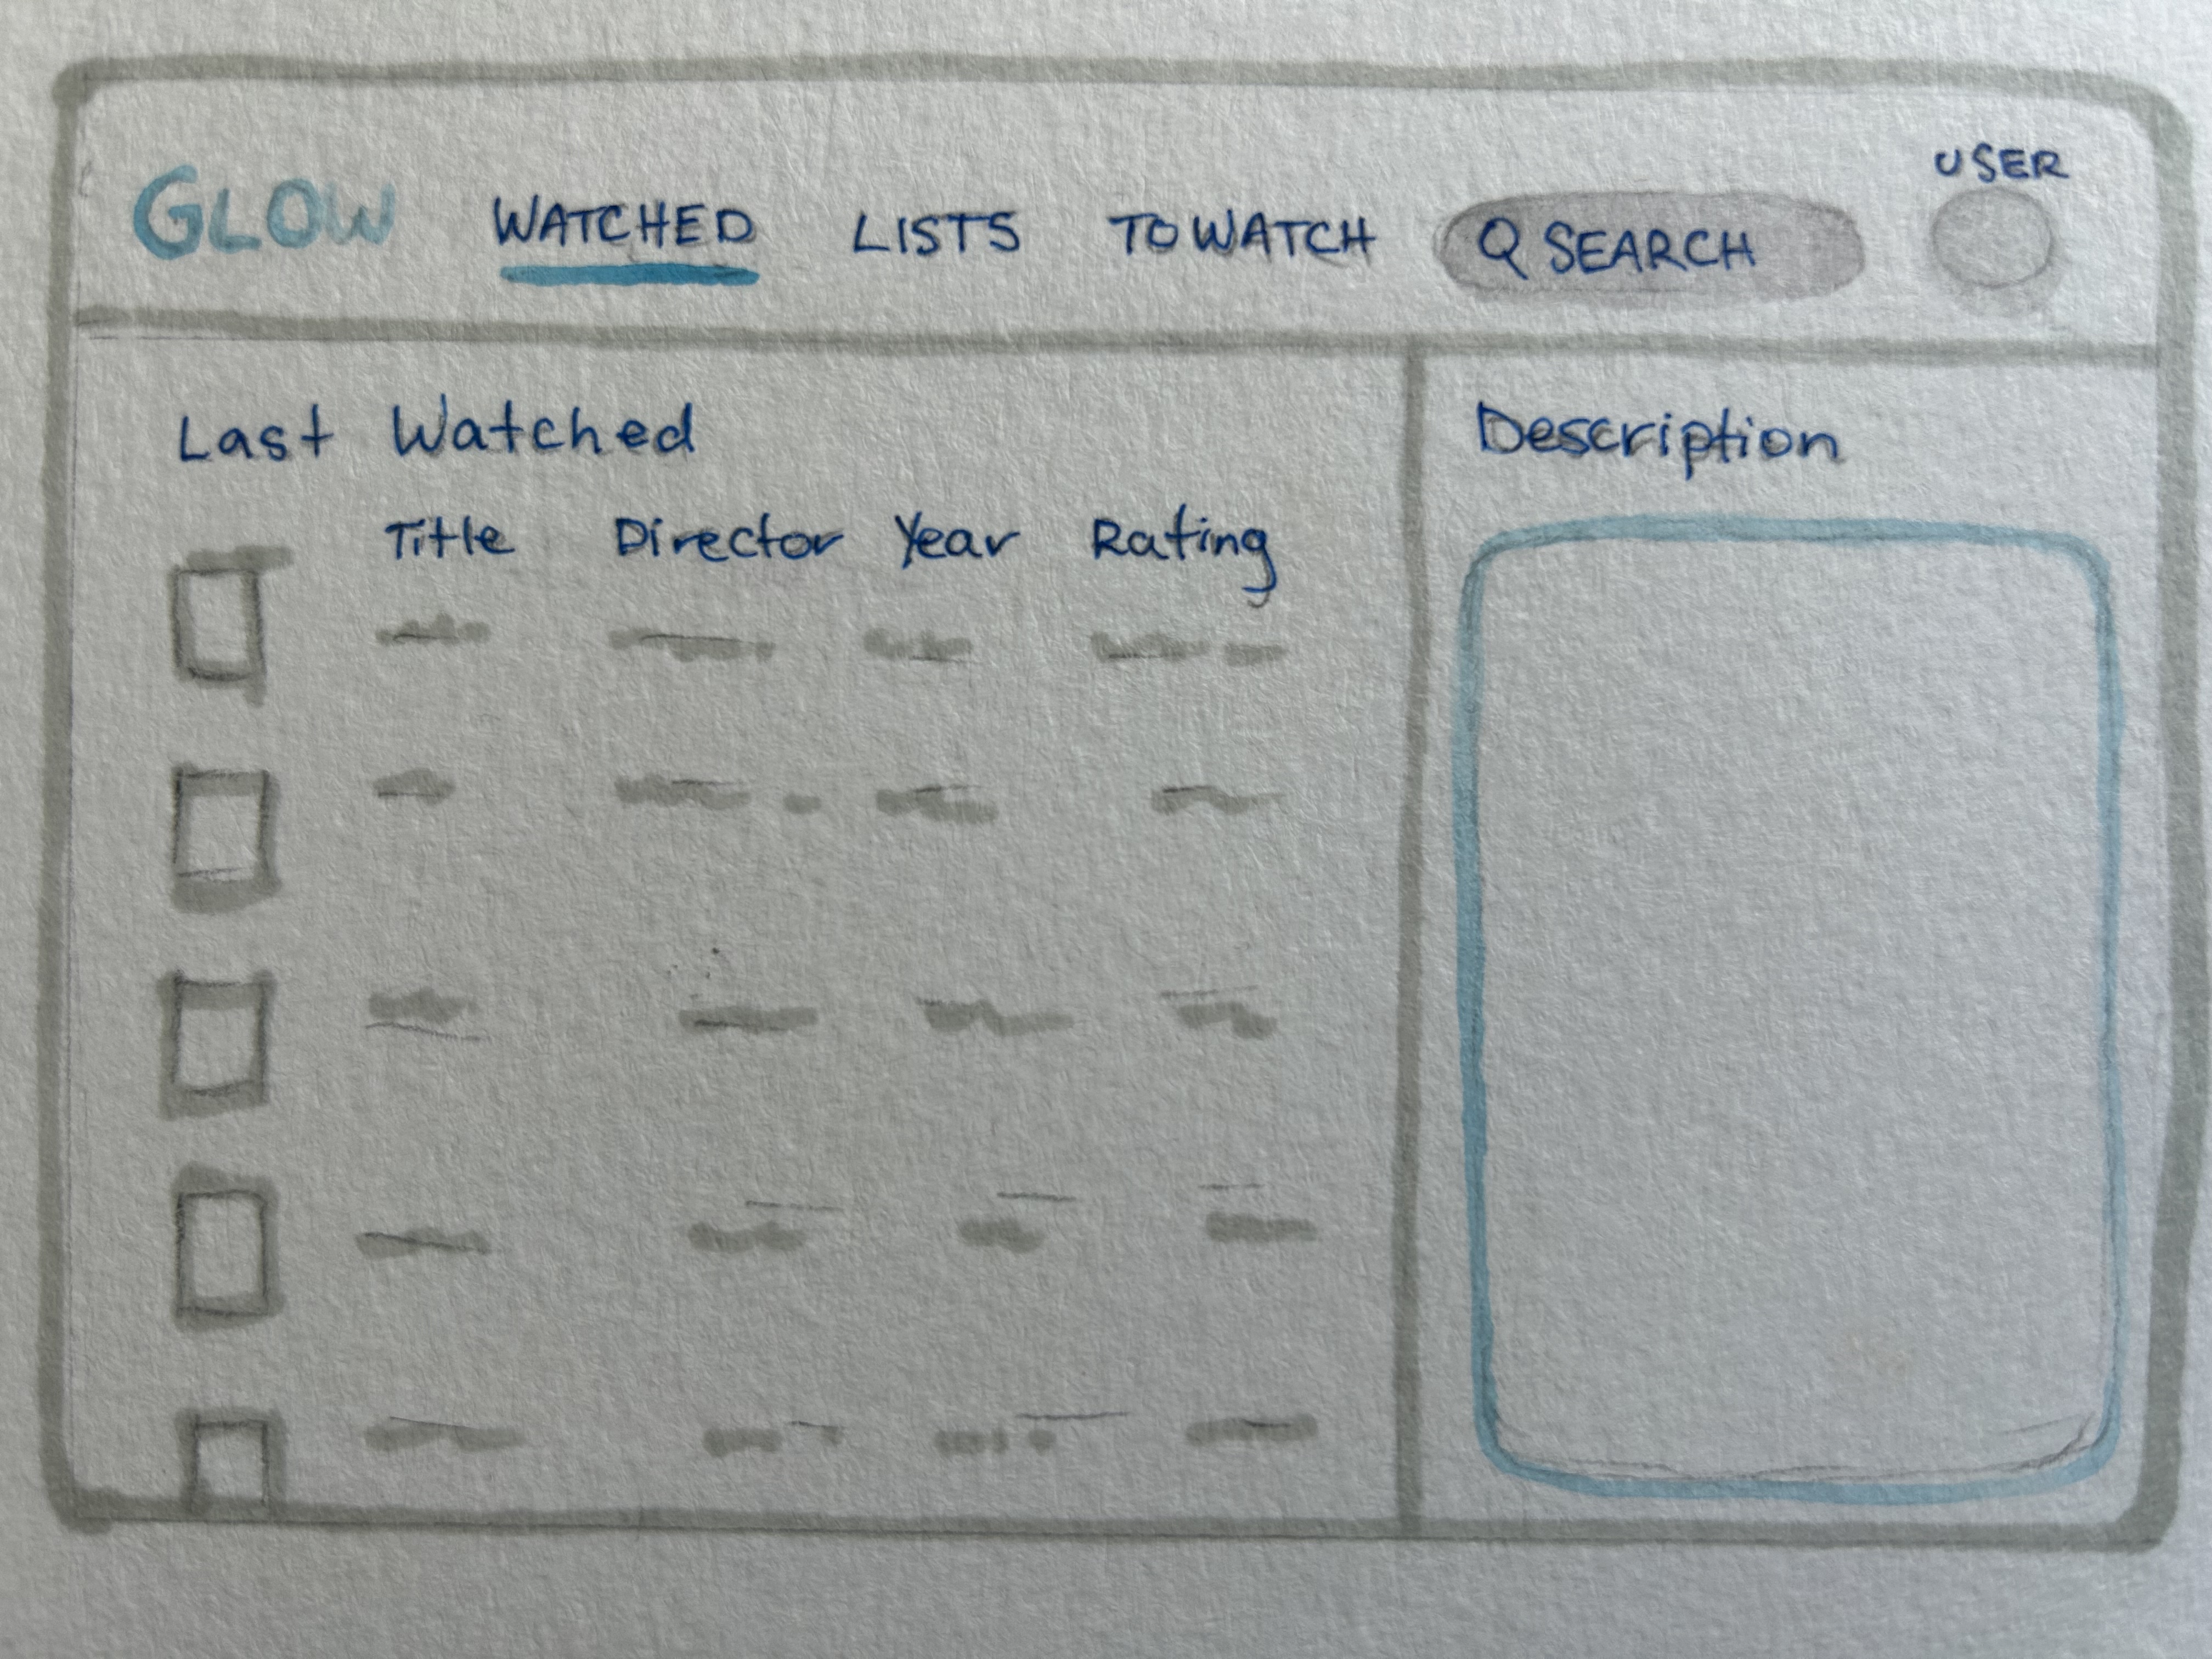 GLOW WATCHED LISTS TO WATCH SEARCH USER
Last Watched
Title Director Year Rating
Description